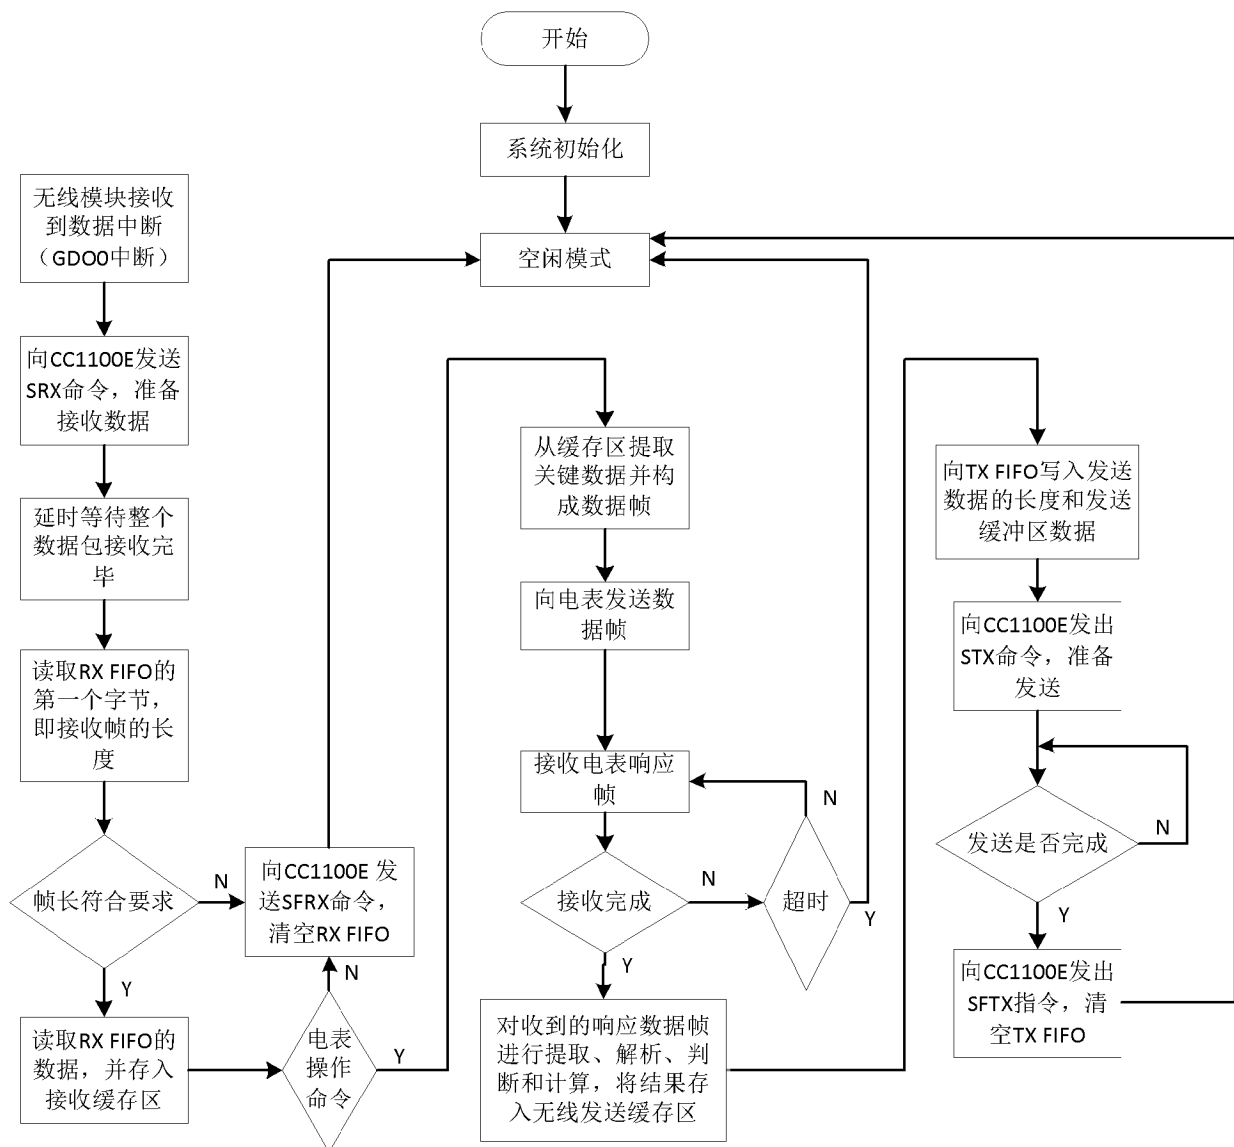 开始
系统初始化
空闲模式
无线模块接收
到数据中断
（GDO0中断）
向CC1100E发送
SRX命令，准备
接收数据
延时等待整个
数据包接收完
毕
读取RX FIFO的
第一个字节，
即接收帧的长
度
帧长符合要求
N
Y
向CC1100E 发
送SFRX命令，
清空RX FIFO
读取RX FIFO的
数据，并存入
接收缓存区
N
电表
操作
命令
Y
从缓存区提取
关键数据并构
成数据帧
向电表发送数
据帧
接收电表响应
帧
接收完成
N
Y
超时
N
Y
对收到的响应数据帧
进行提取、解析、判
断和计算，将结果存
入无线发送缓存区
向TX FIFO写入发送
数据的长度和发送
缓冲区数据
向CC1100E发出
STX命令，准备
发送
发送是否完成
N
Y
向CC1100E发出
SFTX指令，清
空TX FIFO